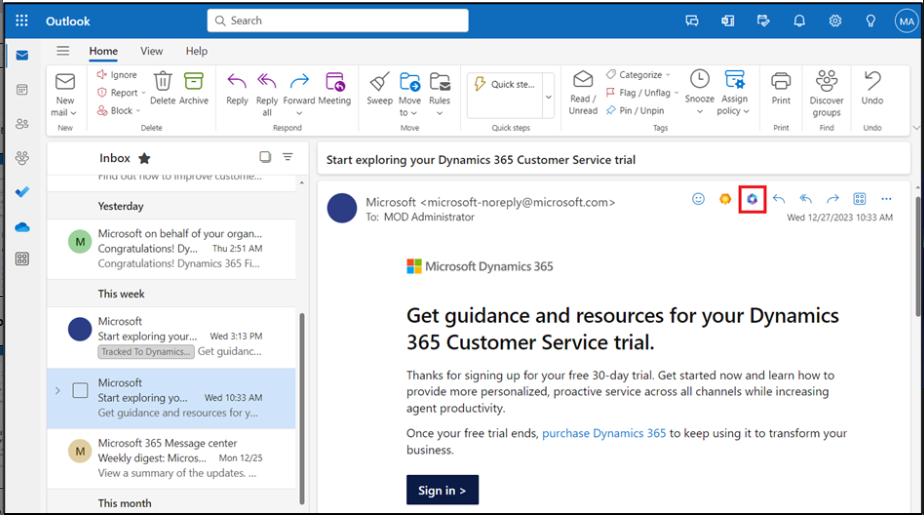 Outlook
Search
MA
Home View Help
New mail
Ignore
Report
Block
Delete
Archive
Reply
Reply all
Forward
Meeting
Sweep
Move to
Rules
Quick ste...
Read / Unread
Categorize
Flag / Unflag
Pin / Unpin
Snooze
Assign policy
Print
Discover groups
Undo
New Delete Respond Move Quick steps Tags Print Find Undo
Inbox
Find out how to improve custome...
Yesterday
M
Microsoft on behalf of your organ...
Congratulations! Dy... Thu 2:51 AM
Congratulations! Dynamics 365 Fi...
This week
Microsoft
Start exploring your... Wed 3:13 PM
Tracked To Dynamics... Get guidanc...
Microsoft
Start exploring yo... Wed 10:33 AM
Get guidance and resources for y...
M
Microsoft 365 Message center
Weekly digest: Micros... Mon 12/25
View a summary of the updates. ...
This month
Start exploring your Dynamics 365 Customer Service trial
Microsoft <microsoft-noreply@microsoft.com>
To: MOD Administrator
Wed 12/27/2023 10:33 AM
Microsoft Dynamics 365
Get guidance and resources for your Dynamics
365 Customer Service trial.
Thanks for signing up for your free 30-day trial. Get started now and learn how to
provide more personalized, proactive service across all channels while increasing
agent productivity.
Once your free trial ends, purchase Dynamics 365 to keep using it to transform your
business.
Sign in >